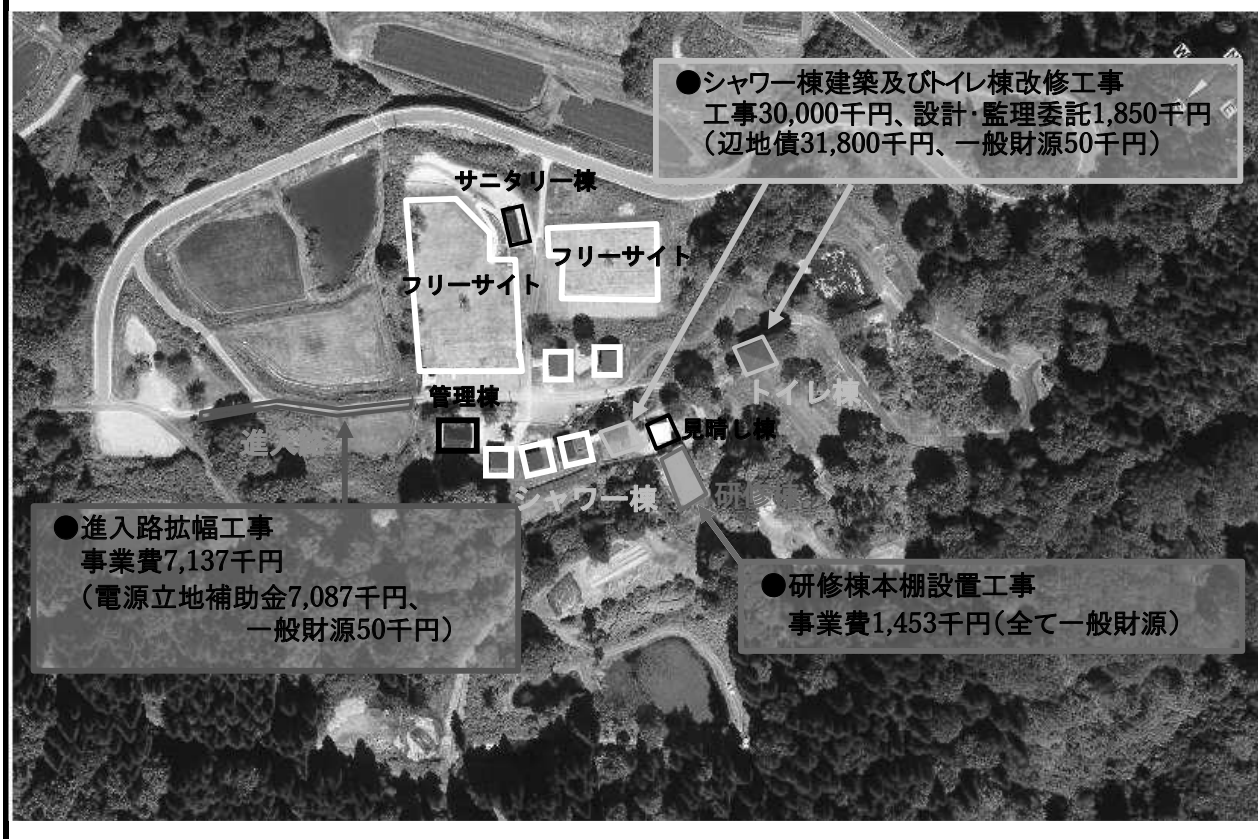 ●シャワー棟建築及びトイレ棟改修工事
工事30,000千円、設計・監理委託1,850千円
（辺地債31,800千円、一般財源50千円）
サニタリー棟
フリーサイト
フリーサイト
トイレ棟
管理棟
見晴し棟
シャワー棟
研修棟
●進入路拡幅工事
事業費7,137千円
（電源立地補助金7,087千円、
一般財源50千円）
●研修棟本棚設置工事
事業費1,453千円（全て一般財源）